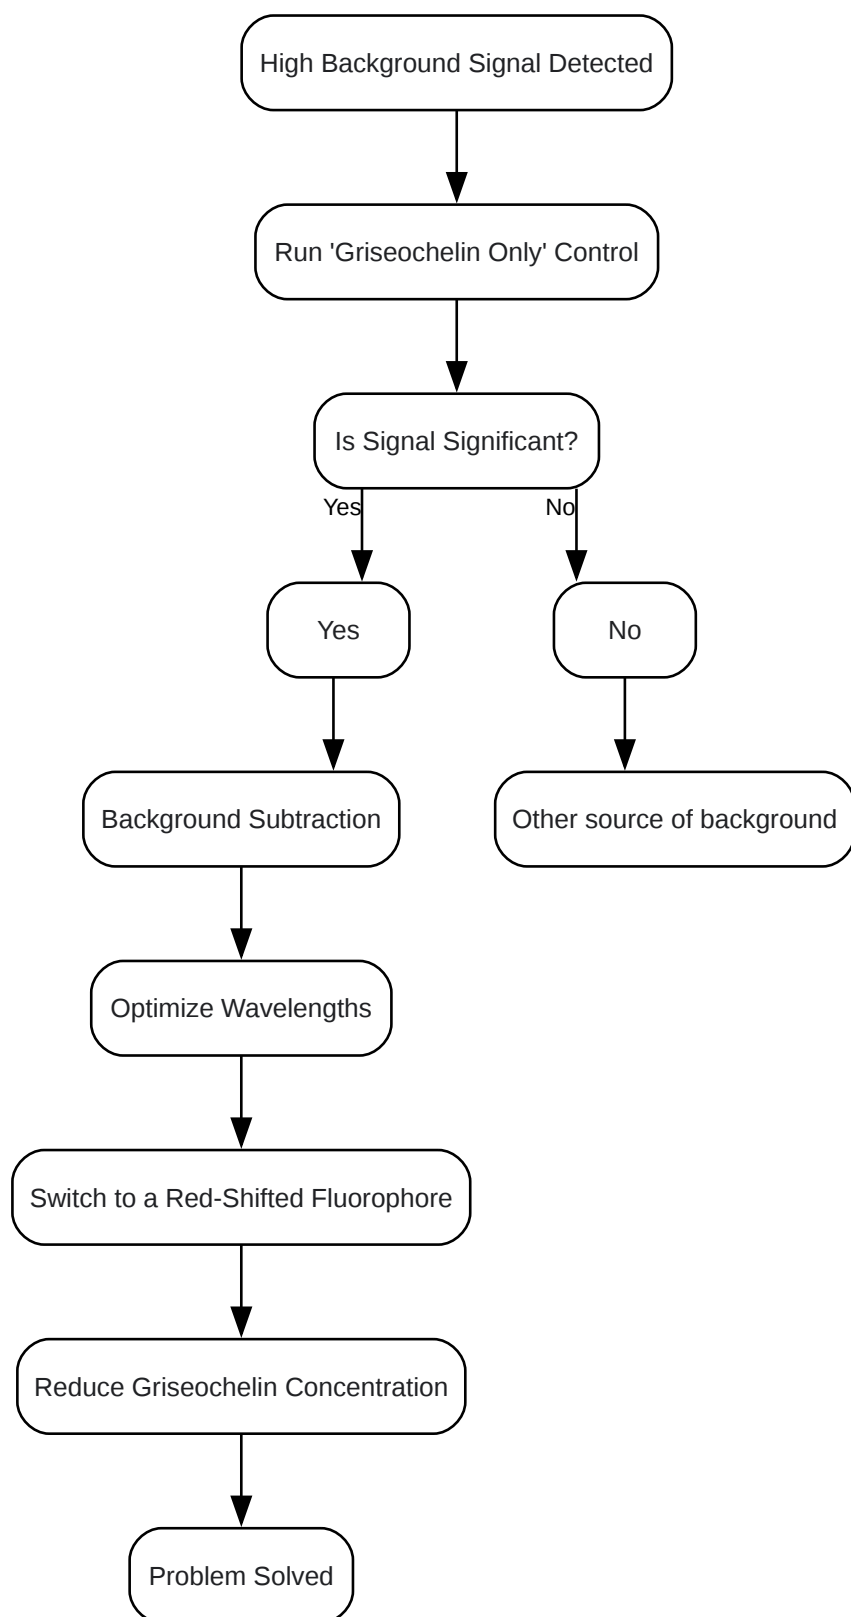 High Background Signal Detected
Run 'Griseochelin Only' Control
Is Signal Significant?
Yes
No
Yes
No
Background Subtraction
Other source of background
Optimize Wavelengths
Switch to a Red-Shifted Fluorophore
Reduce Griseochelin Concentration
Problem Solved